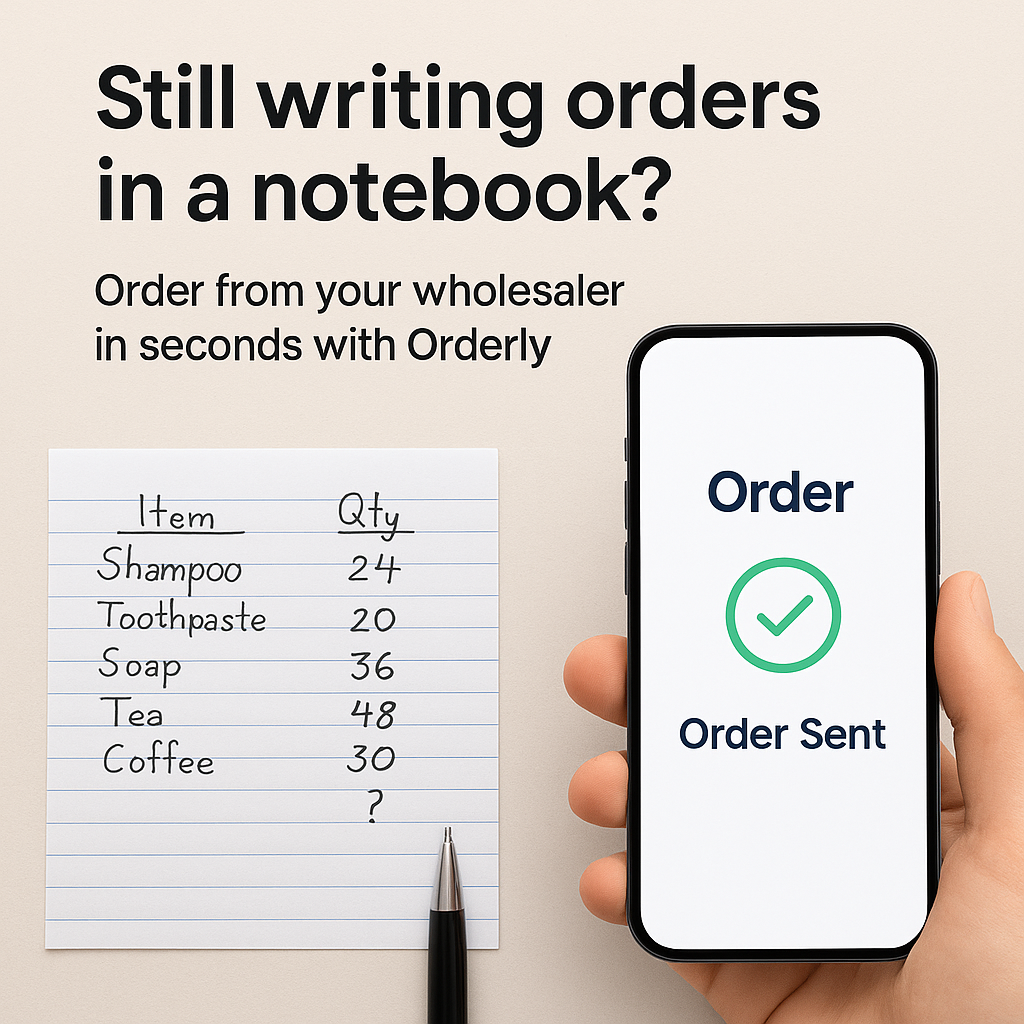 Still writing orders
in a notebook?
Order from your wholesaler
in seconds with Orderly
Item Qty
Shampoo 24
Toothpaste 20
Soap 36
Tea 48
Coffee 30
?
Order
Order Sent